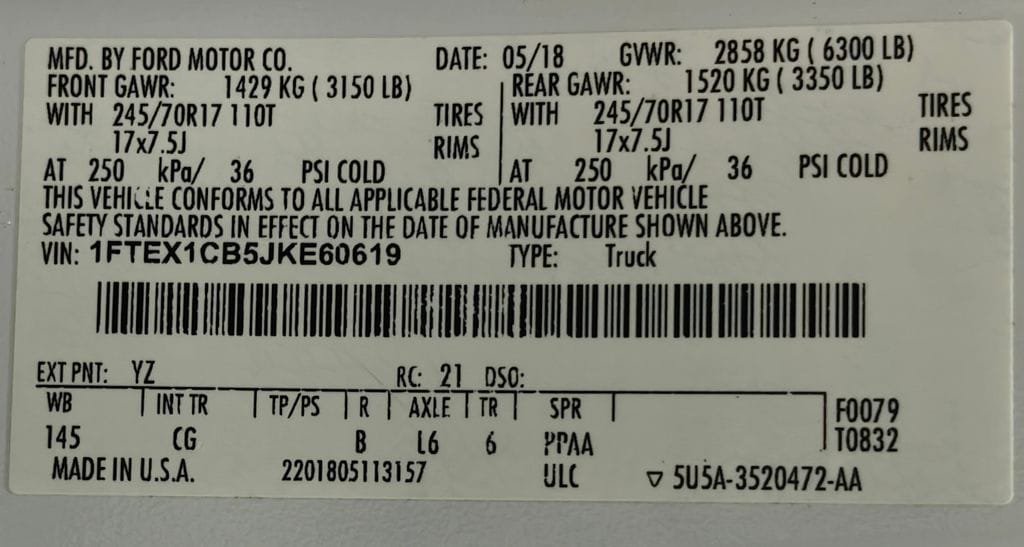 MFD. BY FORD MOTOR CO. DATE: 05/18 GVWR: 2858 KG ( 6300 LB)
FRONT GAWR: 1429 KG ( 3150 LB) REAR GAWR: 1520 KG ( 3350 LB)
WITH 245/70R17 110T TIRES WITH 245/70R17 110T TIRES
17x7.5J RIMS 17x7.5J RIMS
AT 250 kPa/ 36 PSI COLD AT 250 kPa/ 36 PSI COLD
THIS VEHICLE CONFORMS TO ALL APPLICABLE FEDERAL MOTOR VEHICLE
SAFETY STANDARDS IN EFFECT ON THE DATE OF MANUFACTURE SHOWN ABOVE.
VIN: 1FTEX1CB5JKE60619 TYPE: Truck
EXT PNT: YZ RC: 21 DSO:
WB INT TR TP/PS R AXLE TR SPR F0079
145 CG B L6 6 PPAA T0832
MADE IN U.S.A. 2201805113157 ULC ▽ 5U5A-3520472-AA